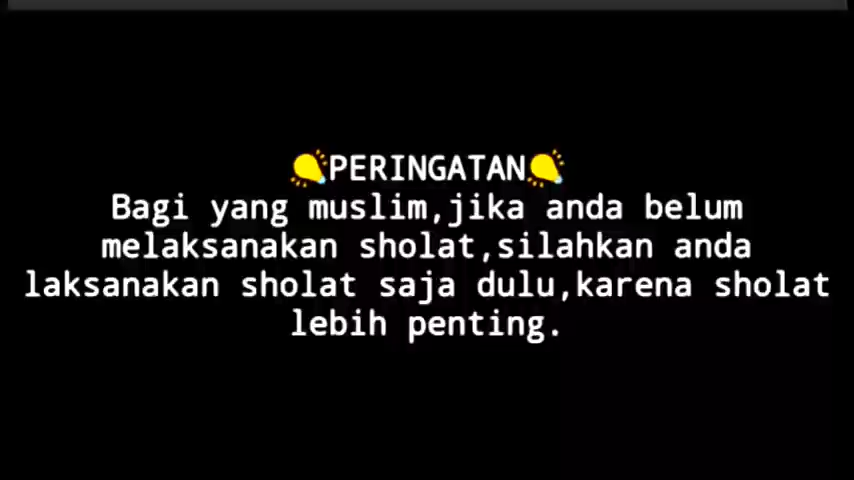 💡PERINGATAN💡
Bagi yang muslim,jika anda belum
melaksanakan sholat,silahkan anda
laksanakan sholat saja dulu,karena sholat
lebih penting.